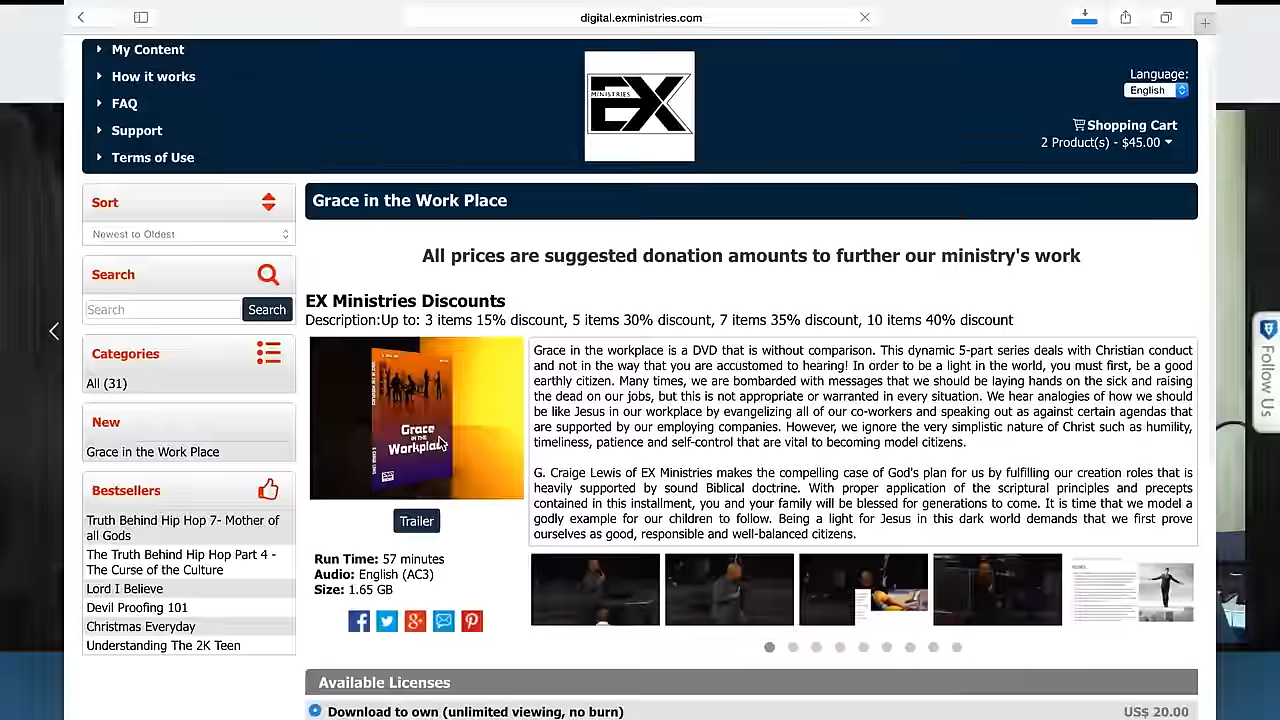 digital.exministries.com
My Content
How it works
FAQ
Support
Terms of Use
MINISTRIES
EX
Language:
English
Shopping Cart
2 Product(s) - $45.00
Sort
Newest to Oldest
Search
Search
Search
Categories
All (31)
New
Grace in the Work Place
Bestsellers
Truth Behind Hip Hop 7- Mother of
all Gods
The Truth Behind Hip Hop Part 4 -
The Curse of the Culture
Lord I Believe
Devil Proofing 101
Christmas Everyday
Understanding The 2K Teen
Grace in the Work Place
All prices are suggested donation amounts to further our ministry's work
EX Ministries Discounts
Description:Up to: 3 items 15% discount, 5 items 30% discount, 7 items 35% discount, 10 items 40% discount
Grace
IN THE
Workplace
Trailer
Run Time: 57 minutes
Audio: English (AC3)
Size: 1.65 GB
Grace in the workplace is a DVD that is without comparison. This dynamic 5-part series deals with Christian conduct
and not in the way that you are accustomed to hearing! In order to be a light in the world, you must first, be a good
earthly citizen. Many times, we are bombarded with messages that we should be laying hands on the sick and raising
the dead on our jobs, but this is not appropriate or warranted in every situation. We hear analogies of how we should
be like Jesus in our workplace by evangelizing all of our co-workers and speaking out as against certain agendas that
are supported by our employing companies. However, we ignore the very simplistic nature of Christ such as humility,
timeliness, patience and self-control that are vital to becoming model citizens.
G. Craige Lewis of EX Ministries makes the compelling case of God's plan for us by fulfilling our creation roles that is
heavily supported by sound Biblical doctrine. With proper application of the scriptural principles and precepts
contained in this installment, you and your family will be blessed for generations to come. It is time that we model a
godly example for our children to follow. Being a light for Jesus in this dark world demands that we first prove
ourselves as good, responsible and well-balanced citizens.
Available Licenses
Download to own (unlimited viewing, no burn)
US$ 20.00
Follow Us